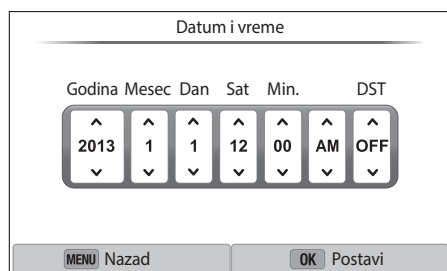 Datum i vreme
Godina Mesec Dan Sat Min. DST
2013 1 1 12 00 AM OFF
MENU Nazad OK Postavi